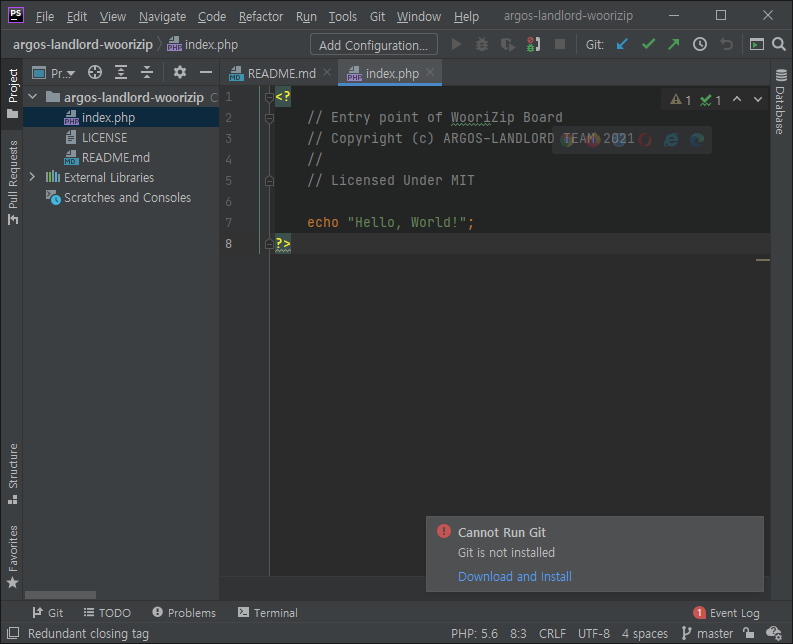 PS File Edit View Navigate Code Refactor Run Tools Git Window Help argos-landlord-woorizip
argos-landlord-woorizip index.php Add Configuration... Git:
Project
Pr..
README.md
index.php
argos-landlord-woorizip C
index.php
LICENSE
README.md
External Libraries
Scratches and Consoles
Pull Requests
Structure
Favorites
1 <?
2 // Entry point of WooriZip Board
3 // Copyright (c) ARGOS-LANDLORD TEAM 2021
4 //
5 // Licensed Under MIT
6
7 echo "Hello, World!";
8 ?>
1 1
Database
Cannot Run Git
Git is not installed
Download and Install
Git TODO Problems Terminal 1 Event Log
Redundant closing tag PHP: 5.6 8:3 CRLF UTF-8 4 spaces master